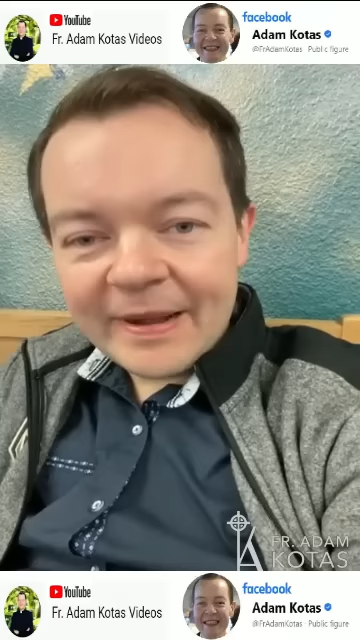 YouTube
Fr. Adam Kotas Videos
facebook
Adam Kotas
@FrAdamKotas · Public figure
FR. ADAM
KOTAS
YouTube
Fr. Adam Kotas Videos
facebook
Adam Kotas
@FrAdamKotas · Public figure